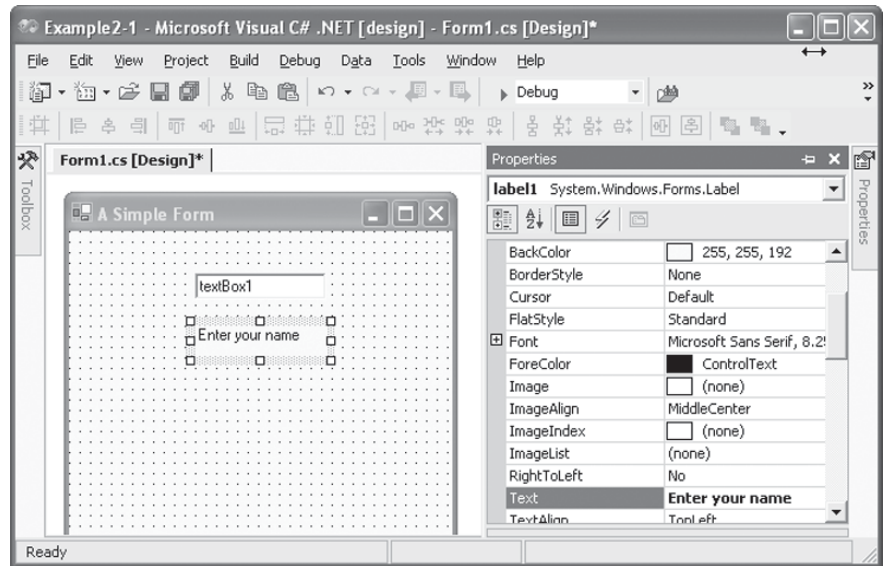 Example2-1 - Microsoft Visual C# .NET [design] - Form1.cs [Design]*
File Edit View Project Build Debug Data Tools Window Help
Debug
Form1.cs [Design]*
Toolbox
A Simple Form
textBox1
Enter your name
Properties
label1 System.Windows.Forms.Label
BackColor 255, 255, 192
BorderStyle None
Cursor Default
FlatStyle Standard
Font Microsoft Sans Serif, 8.25
ForeColor ControlText
Image (none)
ImageAlign MiddleCenter
ImageIndex (none)
ImageList (none)
RightToLeft No
Text Enter your name
TextAlign TopLeft
Properties
Ready